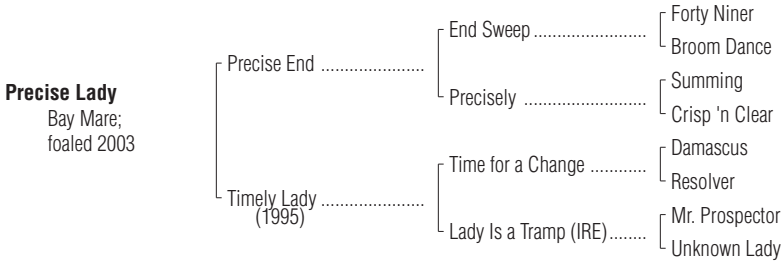 Forty Niner
End Sweep ........................
Broom Dance
Precise End ......................
Summing
Precisely ..........................
Crisp 'n Clear
Precise Lady
Bay Mare;
foaled 2003
Damascus
Time for a Change ............
Resolver
Timely Lady ......................
(1995)
Mr. Prospector
Lady Is a Tramp (IRE)........
Unknown Lady